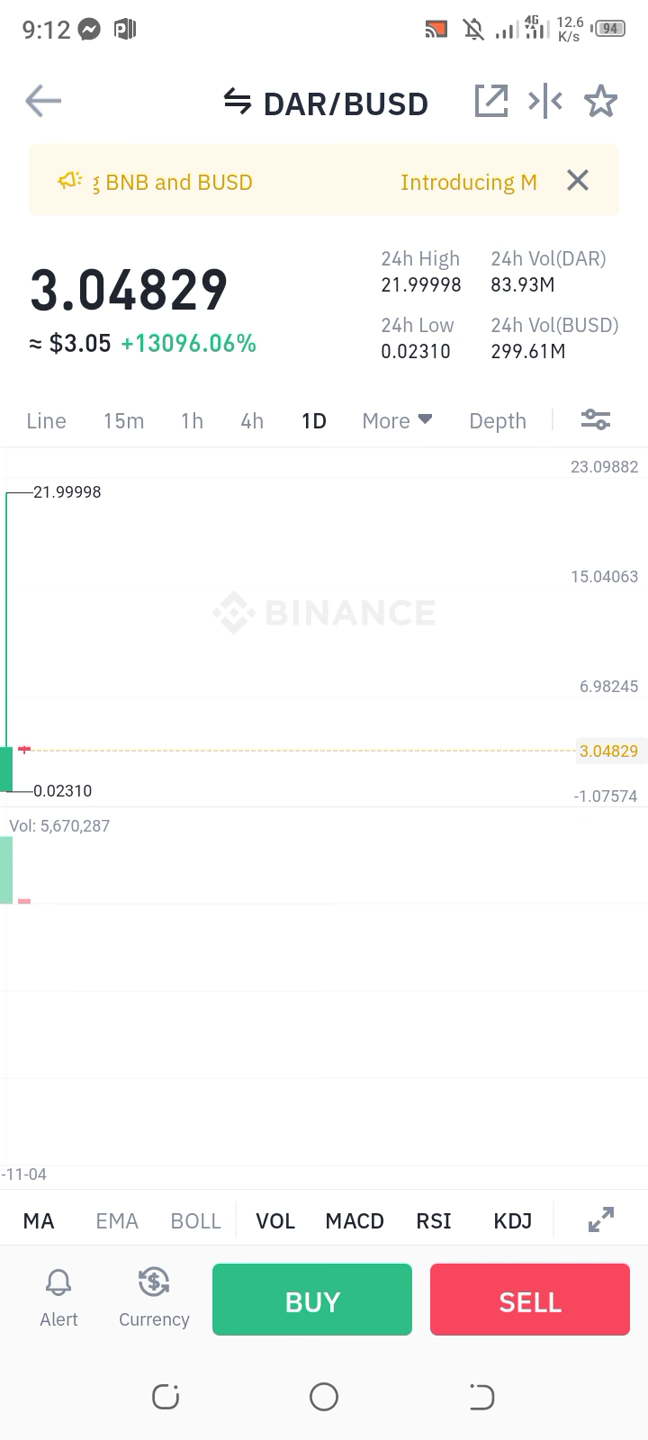 9:12 4G 12.6 K/s 94
DAR/BUSD
g BNB and BUSD Introducing M
24h High 24h Vol(DAR)
21.99998 83.93M
3.04829
24h Low 24h Vol(BUSD)
≈ $3.05 +13096.06% 0.02310 299.61M
Line 15m 1h 4h 1D More Depth
23.09882
21.99998
15.04063
BINANCE
6.98245
3.04829
0.02310
-1.07574
Vol: 5,670,287
-11-04
MA EMA BOLL VOL MACD RSI KDJ
Alert Currency BUY SELL